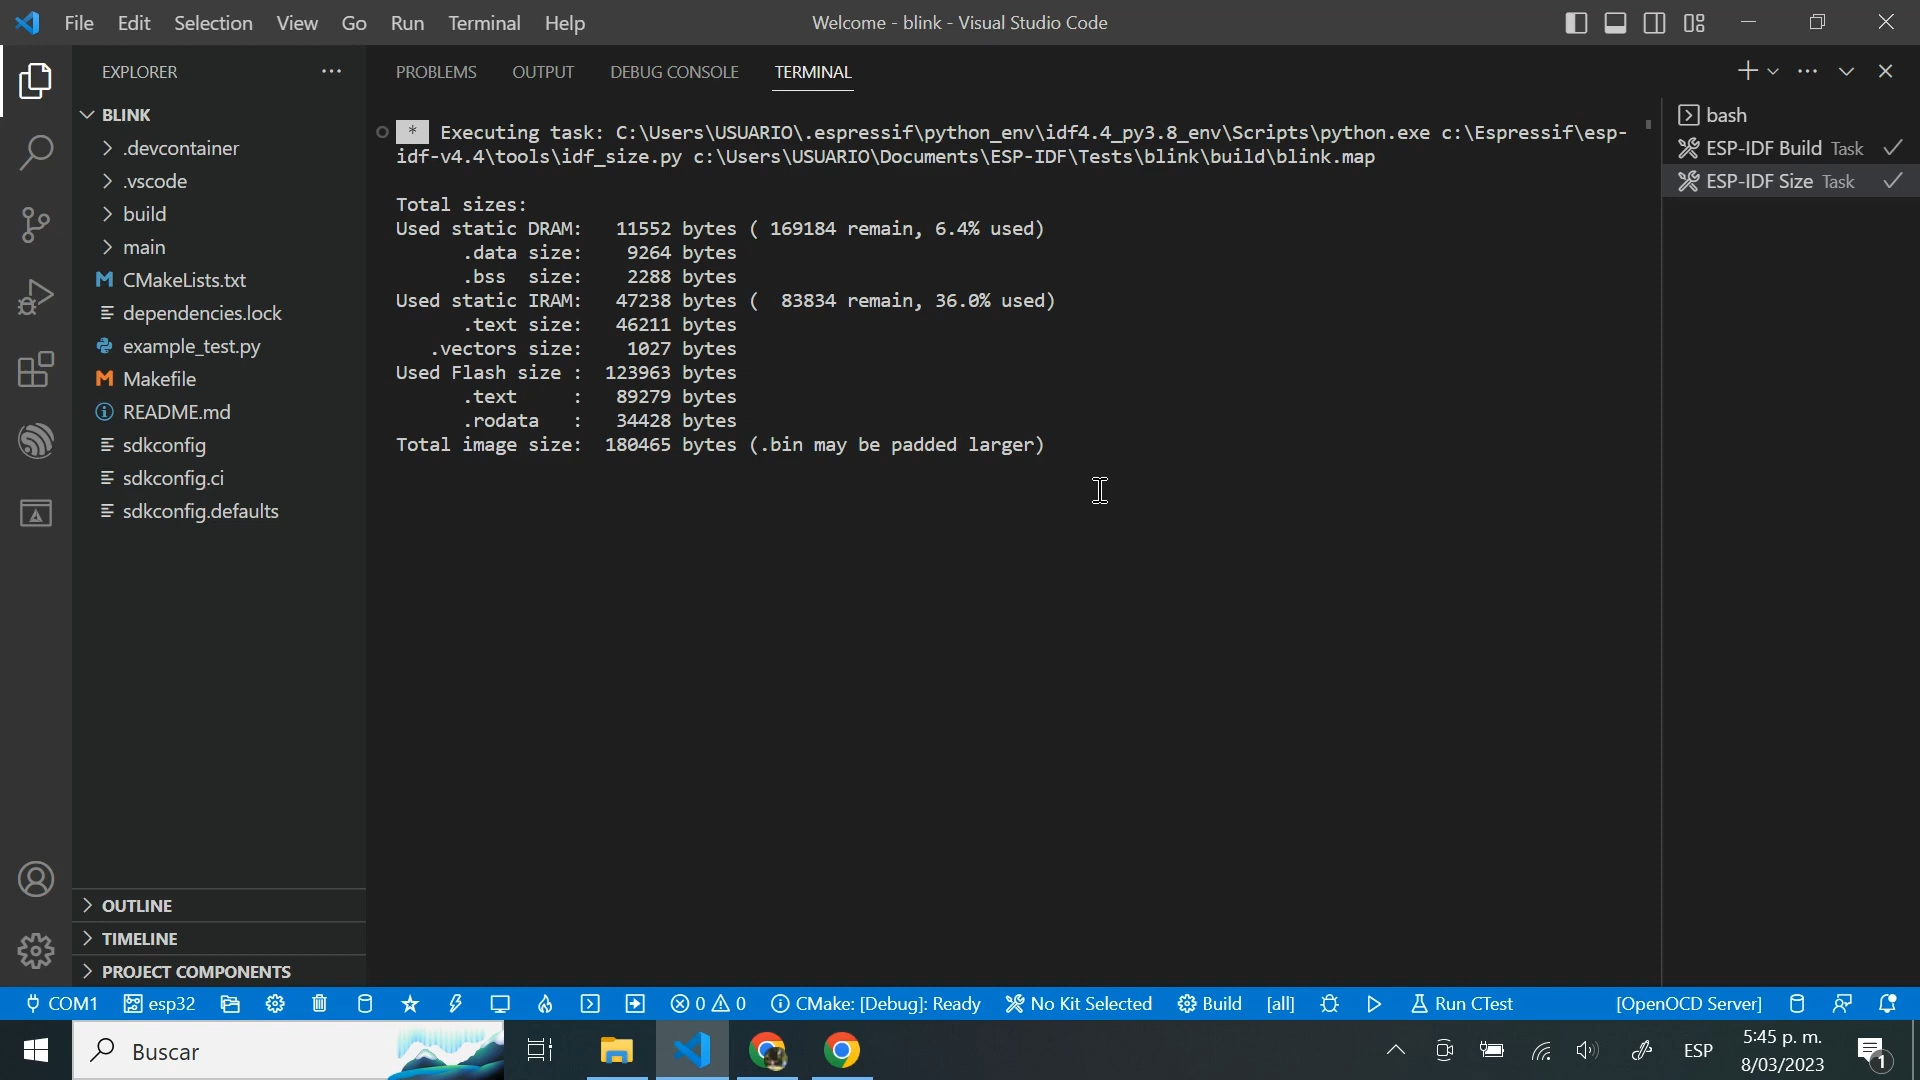 File Edit Selection View Go Run Terminal Help
Welcome - blink - Visual Studio Code
EXPLORER
BLINK
.devcontainer
.vscode
build
main
CMakeLists.txt
dependencies.lock
example_test.py
Makefile
README.md
sdkconfig
sdkconfig.ci
sdkconfig.defaults
OUTLINE
TIMELINE
PROJECT COMPONENTS
PROBLEMS OUTPUT DEBUG CONSOLE TERMINAL
* Executing task: C:\Users\USUARIO\.espressif\python_env\idf4.4_py3.8_env\Scripts\python.exe c:\Espressif\esp-
idf-v4.4\tools\idf_size.py c:\Users\USUARIO\Documents\ESP-IDF\Tests\blink\build\blink.map
Total sizes:
Used static DRAM: 11552 bytes ( 169184 remain, 6.4% used)
.data size: 9264 bytes
.bss size: 2288 bytes
Used static IRAM: 47238 bytes ( 83834 remain, 36.0% used)
.text size: 46211 bytes
.vectors size: 1027 bytes
Used Flash size : 123963 bytes
.text : 89279 bytes
.rodata : 34428 bytes
Total image size: 180465 bytes (.bin may be padded larger)
bash
ESP-IDF Build Task
ESP-IDF Size Task
COM1 esp32 0 0 CMake: [Debug]: Ready No Kit Selected Build [all] Run CTest [OpenOCD Server]
Buscar
ESP
5:45 p. m.
8/03/2023
1